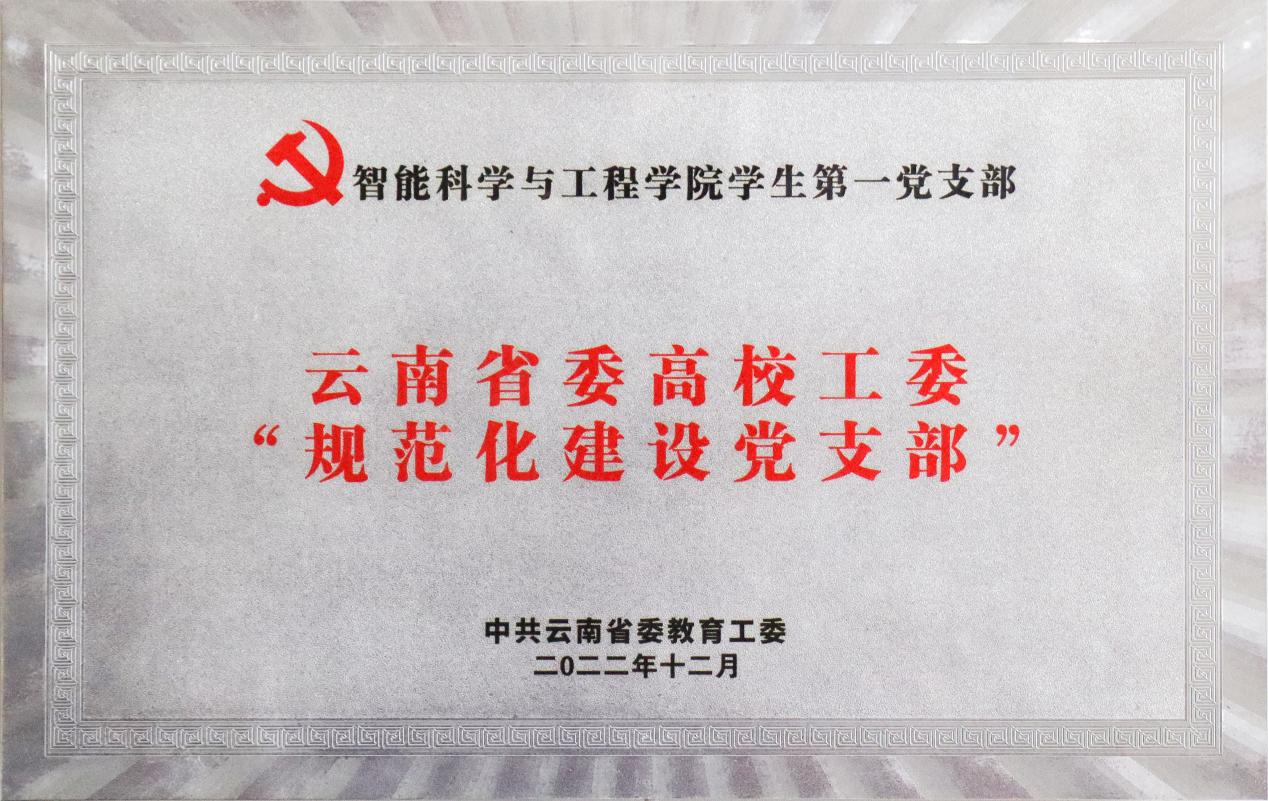 智能科学与工程学院学生第一党支部
云南省委高校工委
“规范化建设党支部”
中共云南省委教育工委
二0二二年十二月